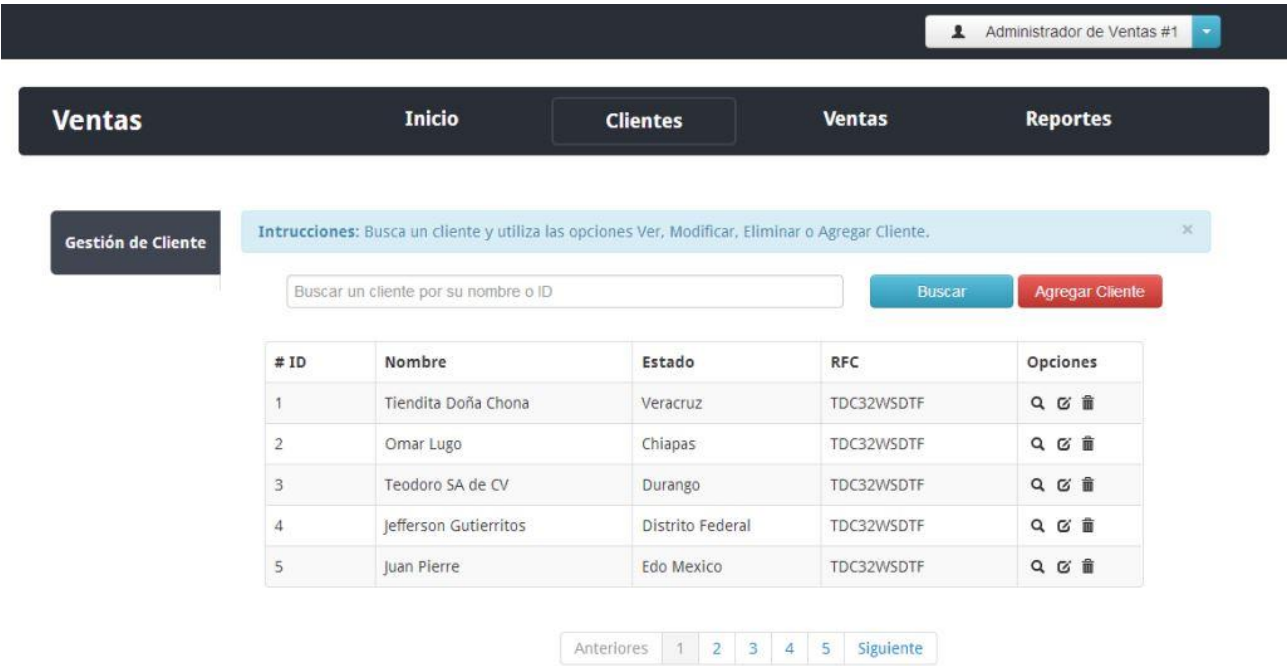 Administrador de Ventas #1
Ventas Inicio Clientes Ventas Reportes
Gestión de Cliente
Intrucciones: Busca un cliente y utiliza las opciones Ver, Modificar, Eliminar o Agregar Cliente. ×
Buscar un cliente por su nombre o ID Buscar Agregar Cliente
# ID Nombre Estado RFC Opciones
1 Tiendita Doña Chona Veracruz TDC32WSDTF
2 Omar Lugo Chiapas TDC32WSDTF
3 Teodoro SA de CV Durango TDC32WSDTF
4 Jefferson Gutierritos Distrito Federal TDC32WSDTF
5 Juan Pierre Edo Mexico TDC32WSDTF
Anteriores 1 2 3 4 5 Siguiente